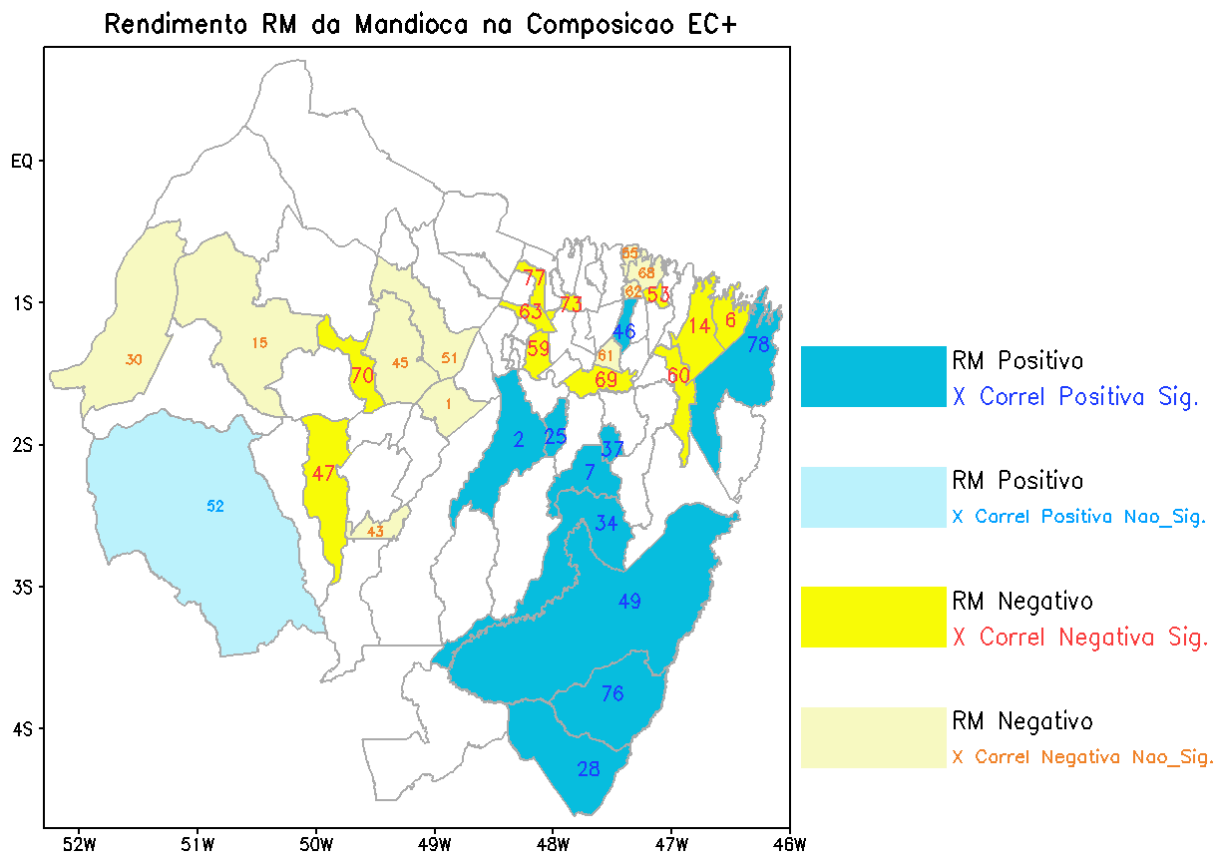 Rendimento RM da Mandioca na Composicao EC+
EQ
1S
2S
3S
4S
52W 51W 50W 49W 48W 47W 46W
65
68
77
62 53
63 73
6
14
46
78
15
30
45 51
59
61
70
69 60
1
2 25
37
47
7
52
34
43
49
76
28
RM Positivo
X Correl Positiva Sig.
RM Positivo
X Correl Positiva Nao_Sig.
RM Negativo
X Correl Negativa Sig.
RM Negativo
X Correl Negativa Nao_Sig.